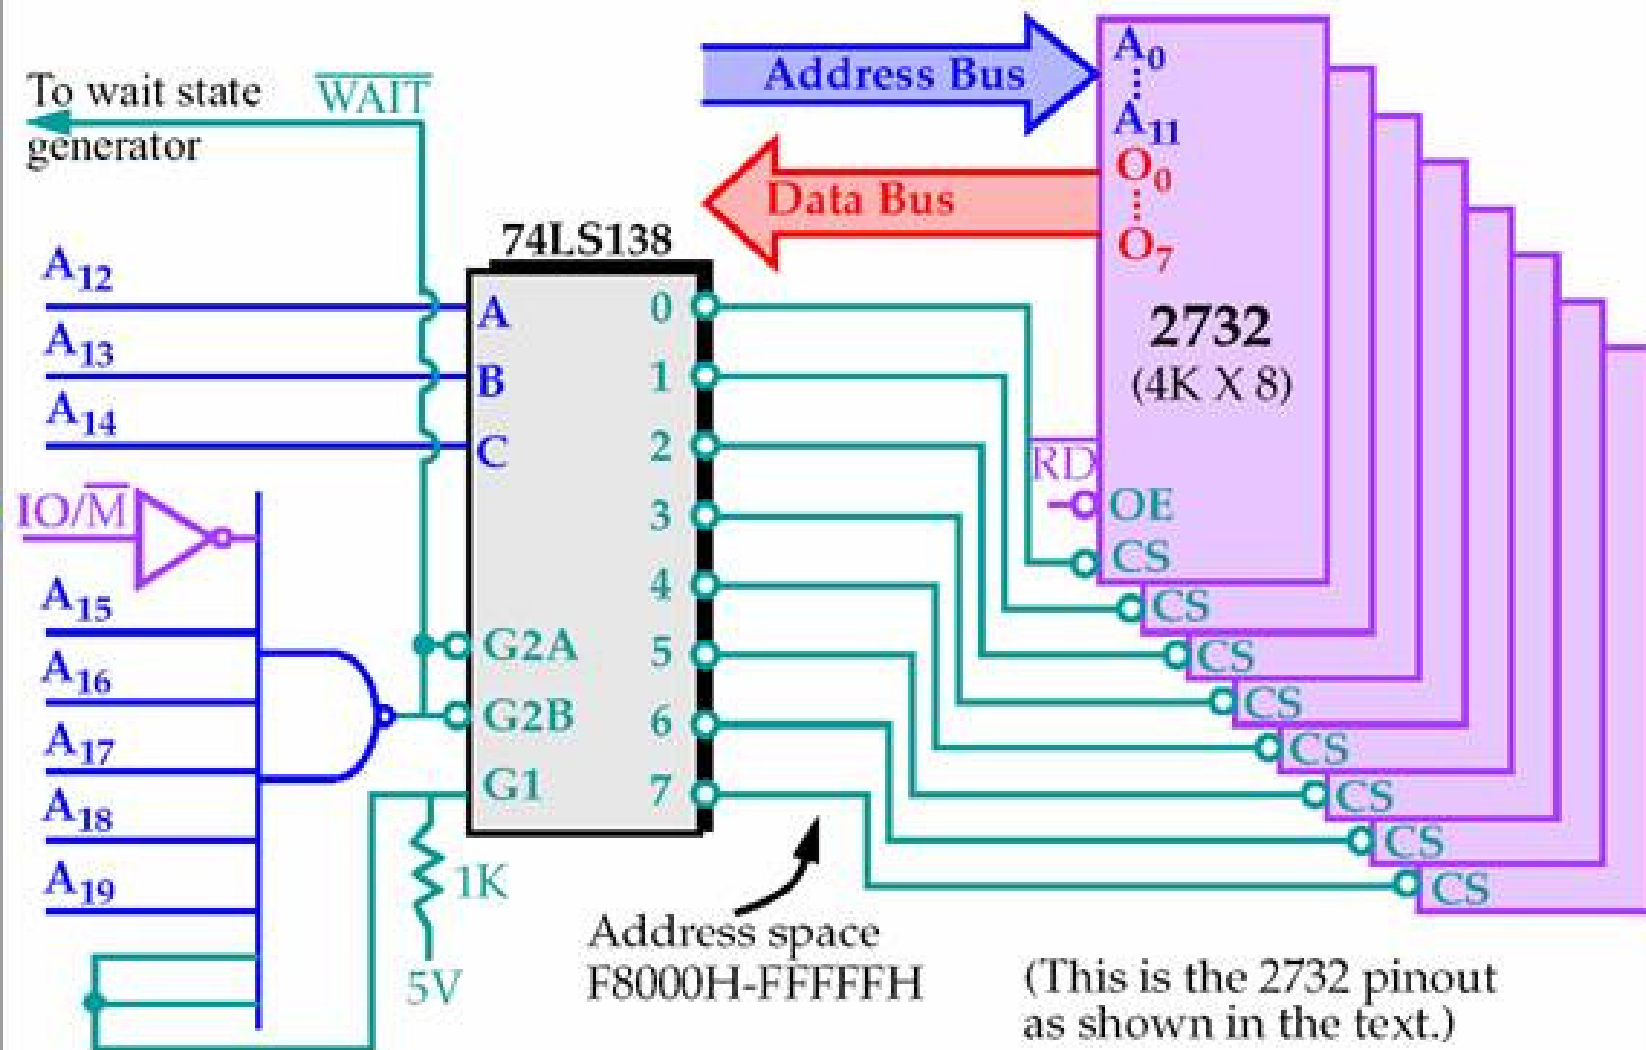 To wait state
generator
W̅A̅I̅T̅
Address Bus
Data Bus
A₀
A₁₁
O₀
O₇
2732
(4K X 8)
R̅D̅
OE
CS
CS
CS
CS
CS
CS
CS
CS
74LS138
A₁₂
A₁₃
A₁₄
IO/M̅
A₁₅
A₁₆
A₁₇
A₁₈
A₁₉
A
B
C
G2A
G2B
G1
0
1
2
3
4
5
6
7
1K
5V
Address space
F8000H-FFFFFH
(This is the 2732 pinout
as shown in the text.)